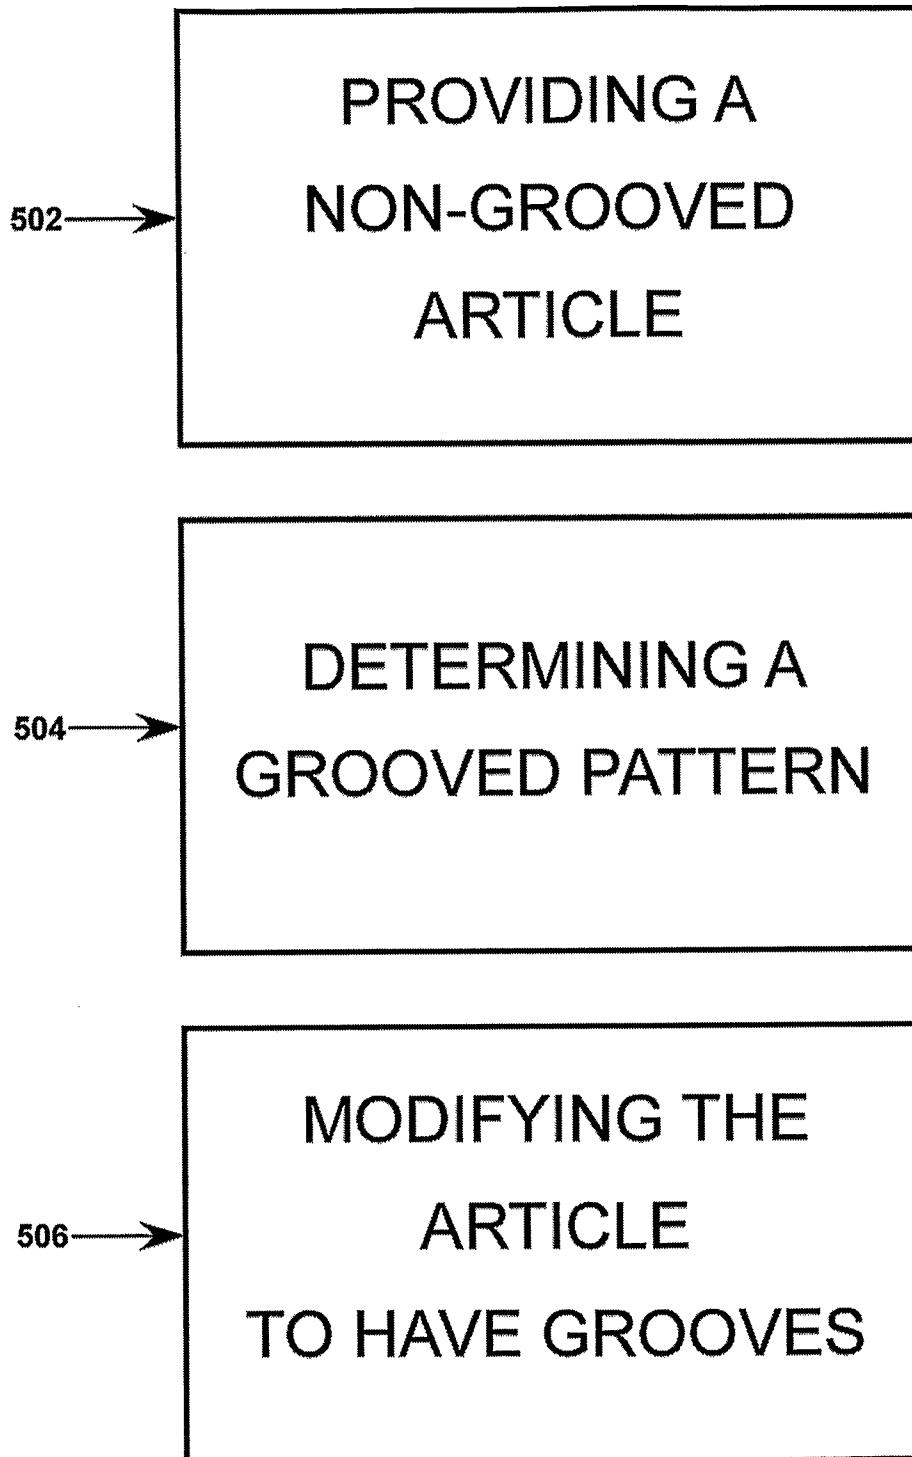 PROVIDING A
502 NON-GROOVED
ARTICLE
DETERMINING A
504 GROOVED PATTERN
MODIFYING THE
506 ARTICLE
TO HAVE GROOVES